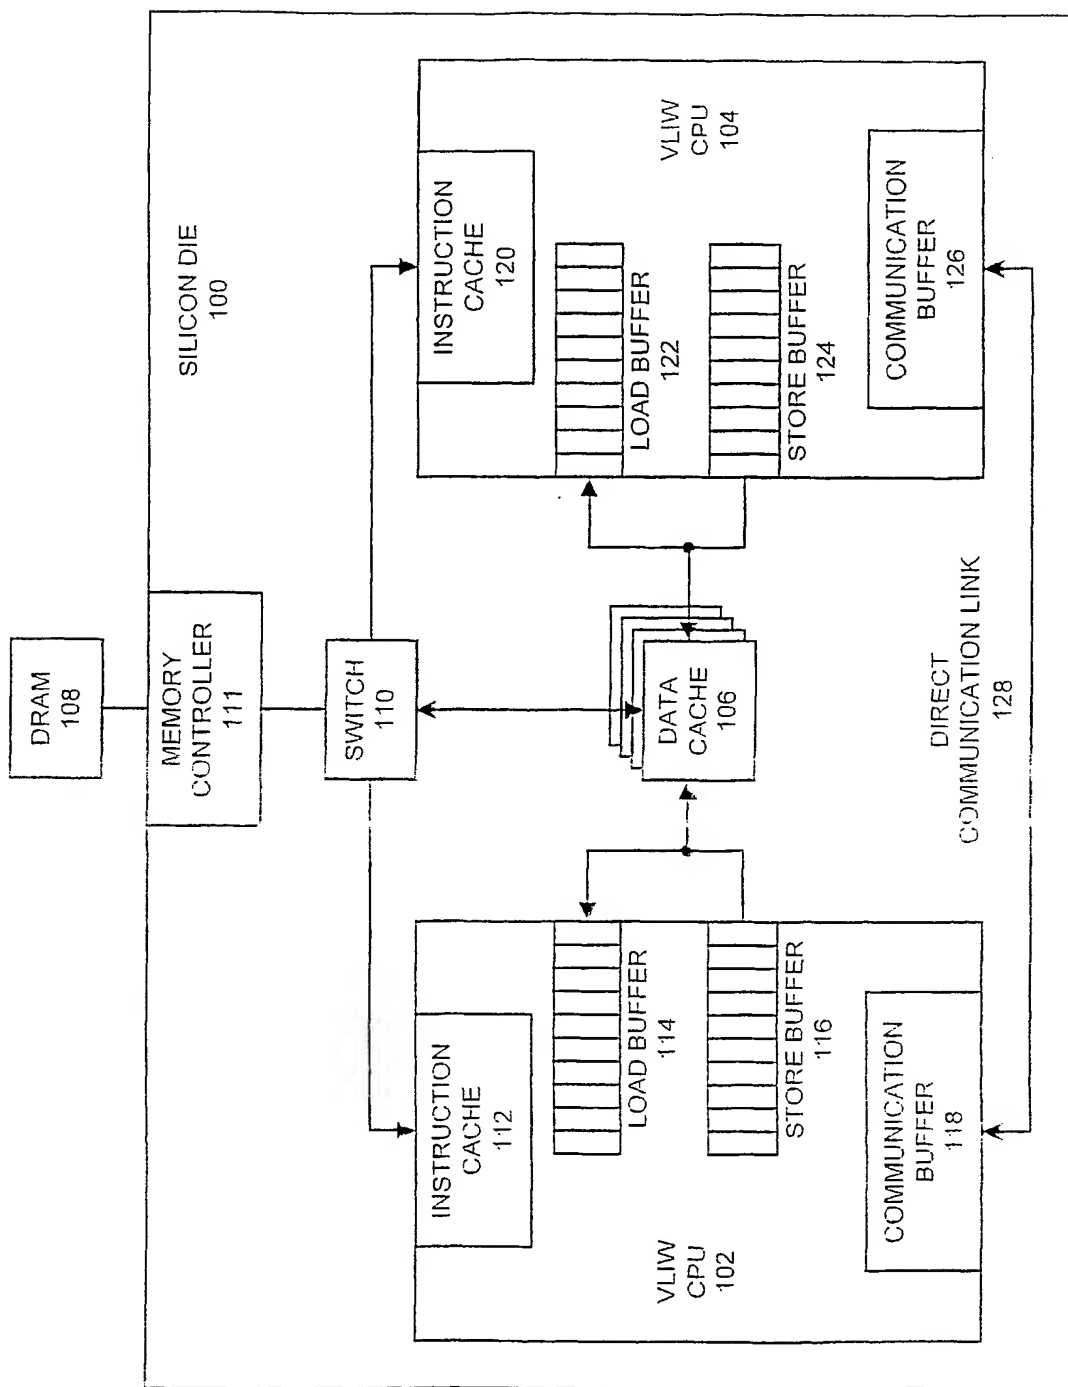 DRAM
108
SILICON DIE
100
MEMORY
CONTROLLER
111
SWITCH
110
INSTRUCTION
CACHE
112
LOAD BUFFER
114
STORE BUFFER
116
VLIW
CPU
102
COMMUNICATION
BUFFER
118
DATA
CACHE
106
INSTRUCTION
CACHE
120
LOAD BUFFER
122
STORE BUFFER
124
VLIW
CPU
104
COMMUNICATION
BUFFER
126
DIRECT
COMMUNICATION LINK
128